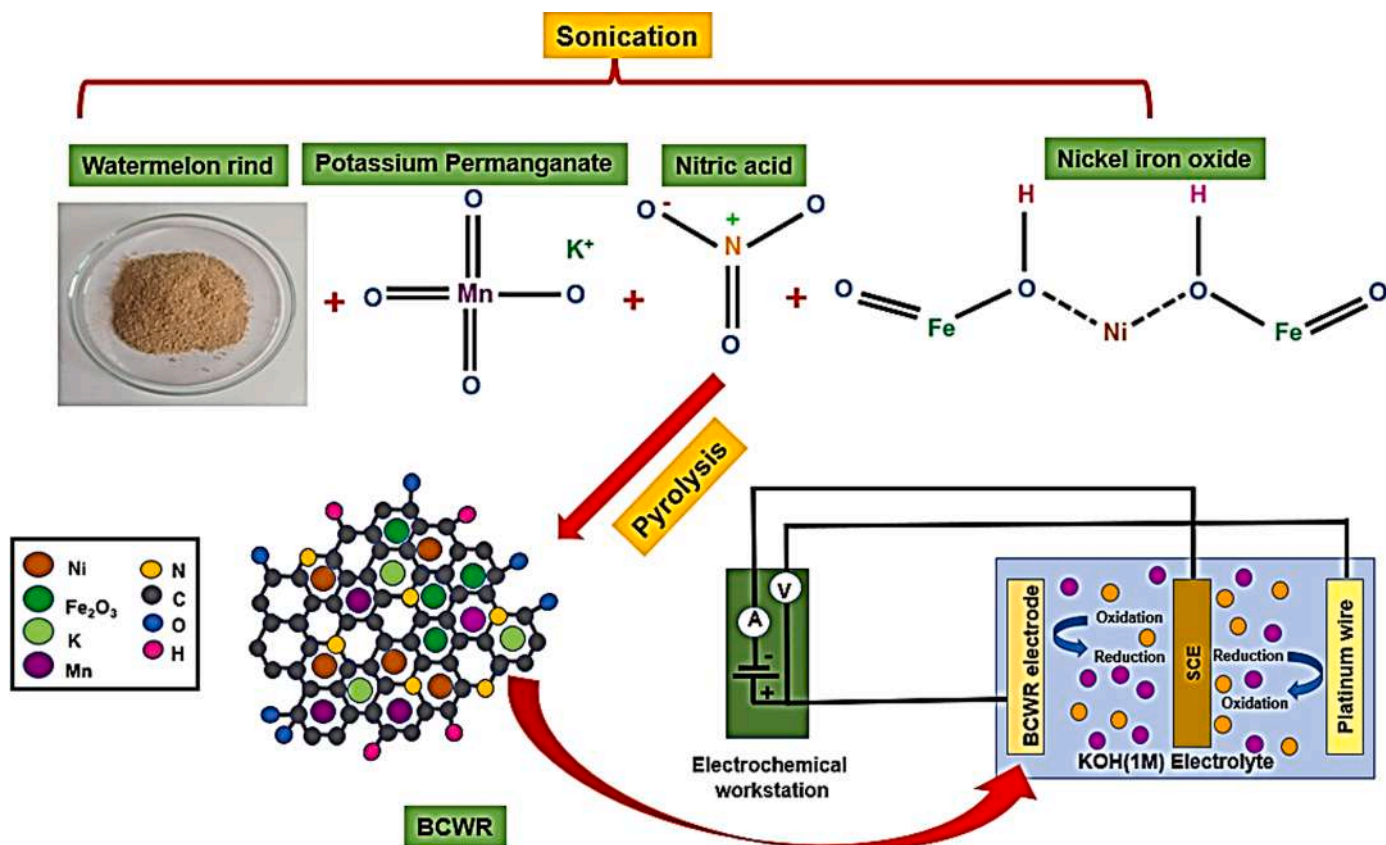 Sonication
Watermelon rind
Potassium Permanganate
Nitric acid
Nickel iron oxide
O
O
Mn
O
O
K⁺
+
+
+
O⁻
+
N
O
O
H
H
O
Fe
O
Ni
O
Fe
O
Pyrolysis
Ni
Fe₂O₃
K
Mn
N
C
O
H
BCWR
A
V
-
+
Electrochemical
workstation
BCWR electrode
Oxidation
Reduction
SCE
Reduction
Oxidation
Platinum wire
KOH(1M) Electrolyte